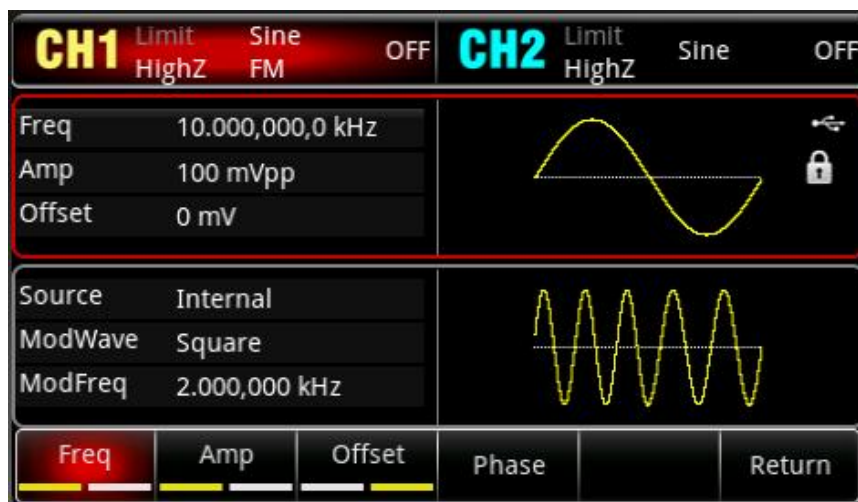 CH1 Limit Sine OFF CH2 Limit Sine OFF
HighZ FM HighZ
Freq 10.000,000,0 kHz
Amp 100 mVpp
Offset 0 mV
Source Internal
ModWave Square
ModFreq 2.000,000 kHz
Freq Amp Offset Phase Return